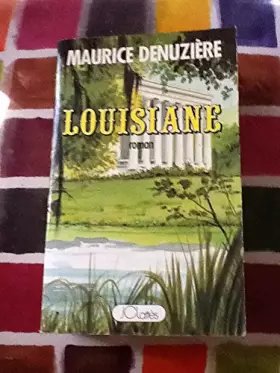 MAURICE DENUZIÈRE
LOUISIANE
roman
JCLattès